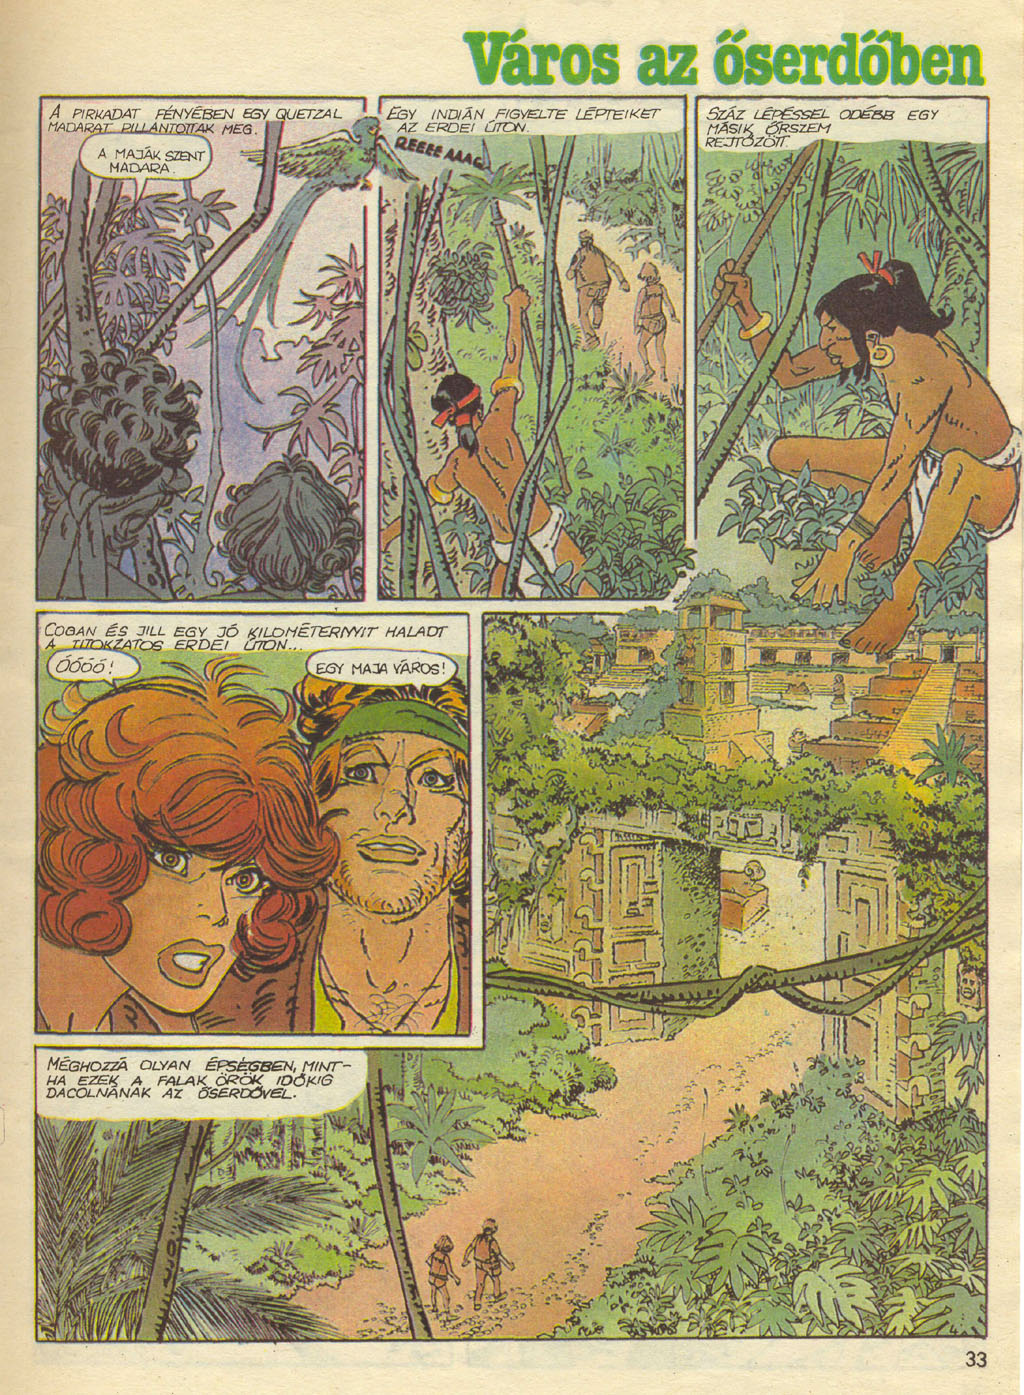 Város az őserdőben
A PIRKADAT FÉNYÉBEN EGY QUETZAL
MADARAT PILLANTOTTAK MEG.
A MAJÁK SZENT
MADARA.
REEEE AAAG
EGY INDIÁN FIGYELTE LÉPTEIKET
AZ ERDEI ÚTON.
SZÁZ LÉPÉSSEL ODÉBB EGY
MÁSIK ŐRSZEM
REJTŐZÖTT.
COBAN ÉS JILL EGY JÓ KILOMÉTERNYIT HALADT
A TITOKZATOS ERDEI ÚTON...
ÓÓÓÓ!
EGY MAJA VÁROS!
MÉGHOZZÁ OLYAN ÉPSÉGBEN, MINT-
HA EZEK A FALAK ÖRÖK IDŐKIG
DACOLNÁNAK AZ ŐSERDŐVEL.
33